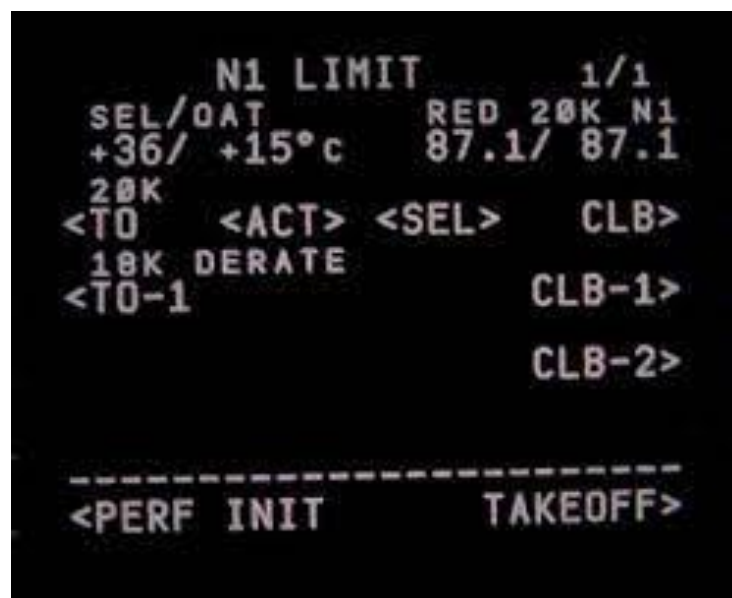 N1 LIMIT 1/1
SEL/OAT RED 20K N1
+36/ +15°C 87.1/ 87.1
20K
<TO <ACT> <SEL> CLB>
18K DERATE
<TO-1 CLB-1>
CLB-2>
------------------------
<PERF INIT TAKEOFF>